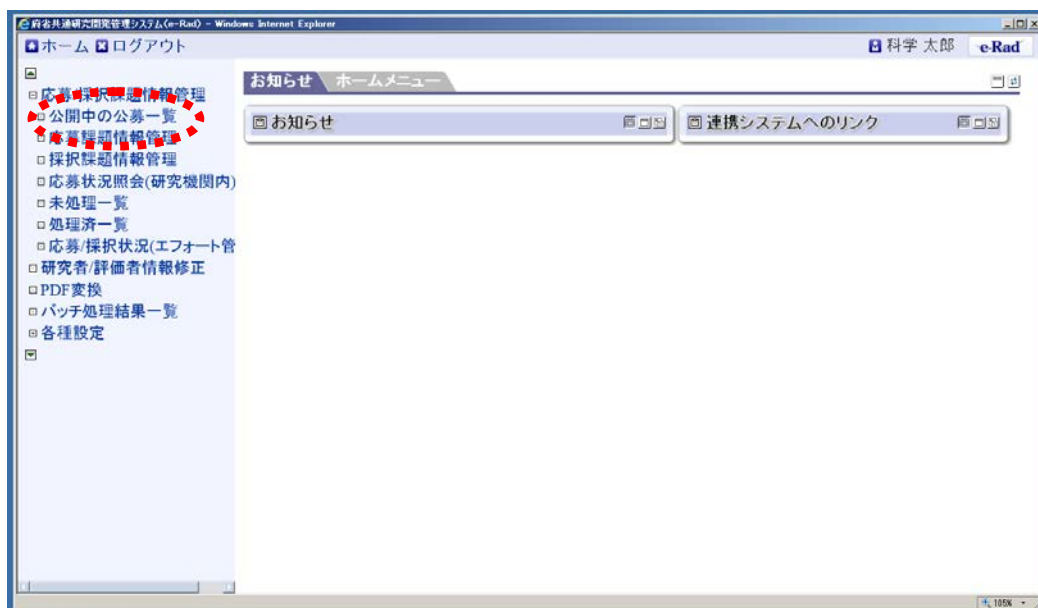 府省共通研究開発管理システム(e-Rad) - Windows Internet Explorer
ホーム ログアウト
科学 太郎 e-Rad
応募/採択課題情報管理
公開中の公募一覧
応募課題情報管理
採択課題情報管理
応募状況照会(研究機関内)
未処理一覧
処理済一覧
応募/採択状況(エフォート管
研究者/評価者情報修正
PDF変換
バッチ処理結果一覧
各種設定
お知らせ ホームメニュー
お知らせ
連携システムへのリンク
105%